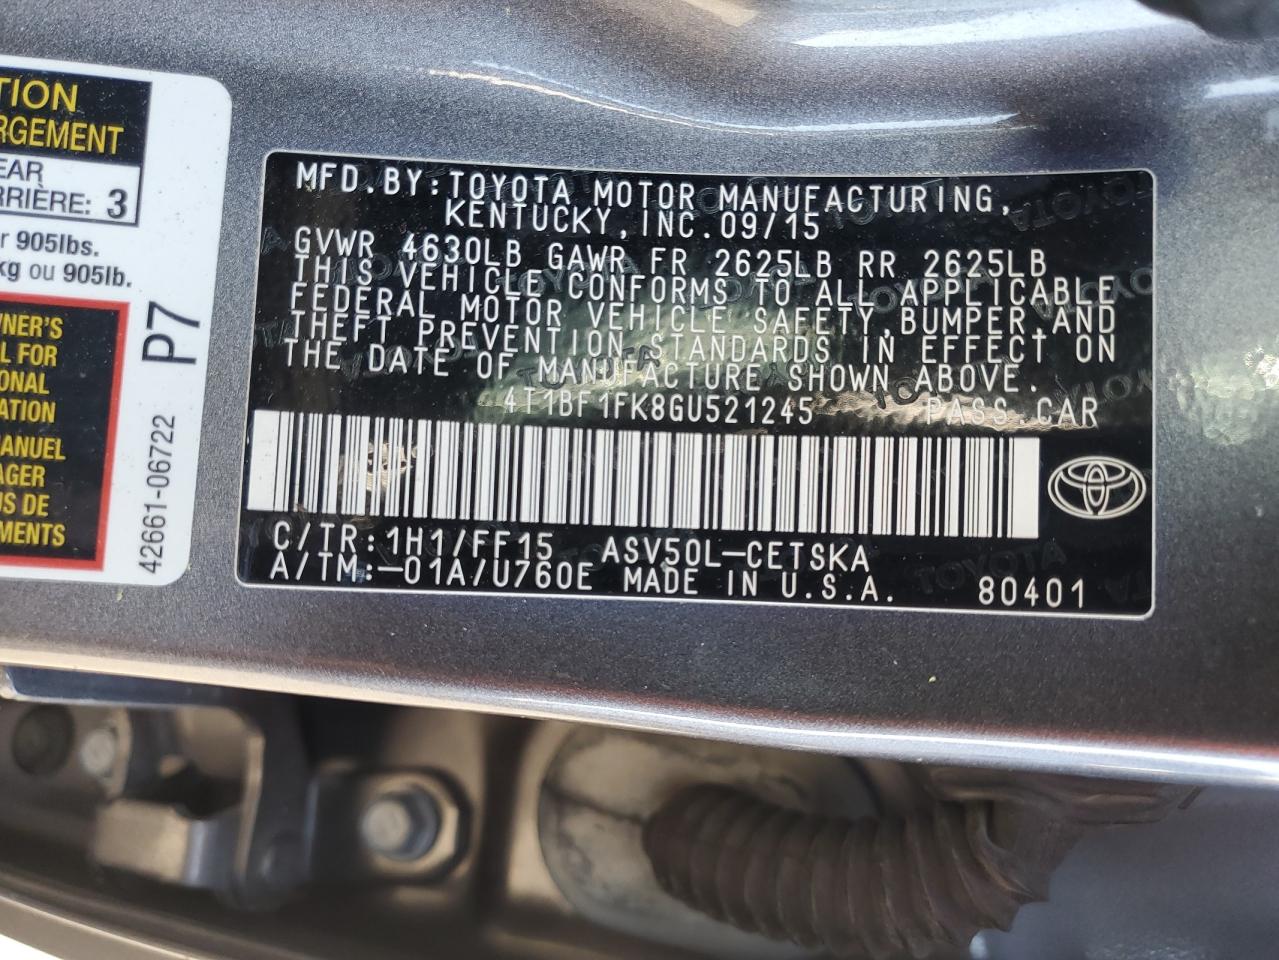 TION
RGEMENT
EAR
RRIÈRE: 3
r 905lbs.
kg ou 905lb.
WNER'S
L FOR
IONAL
ATION
MANUEL
AGER
US DE
EMENTS
P7
42661-06722
MFD.BY:TOYOTA MOTOR MANUFACTURING,
KENTUCKY,INC.09/15
GVWR 4630LB GAWR FR 2625LB RR 2625LB
THIS VEHICLE CONFORMS TO ALL APPLICABLE
FEDERAL MOTOR VEHICLE SAFETY,BUMPER,AND
THEFT PREVENTION STANDARDS IN EFFECT ON
THE DATE OF MANUFACTURE SHOWN ABOVE.
4T1BF1FK8GU521245 PASS.CAR
C/TR:1H1/FF15 ASV50L-CETSKA
A/TM:-01A/U760E MADE IN U.S.A. 80401